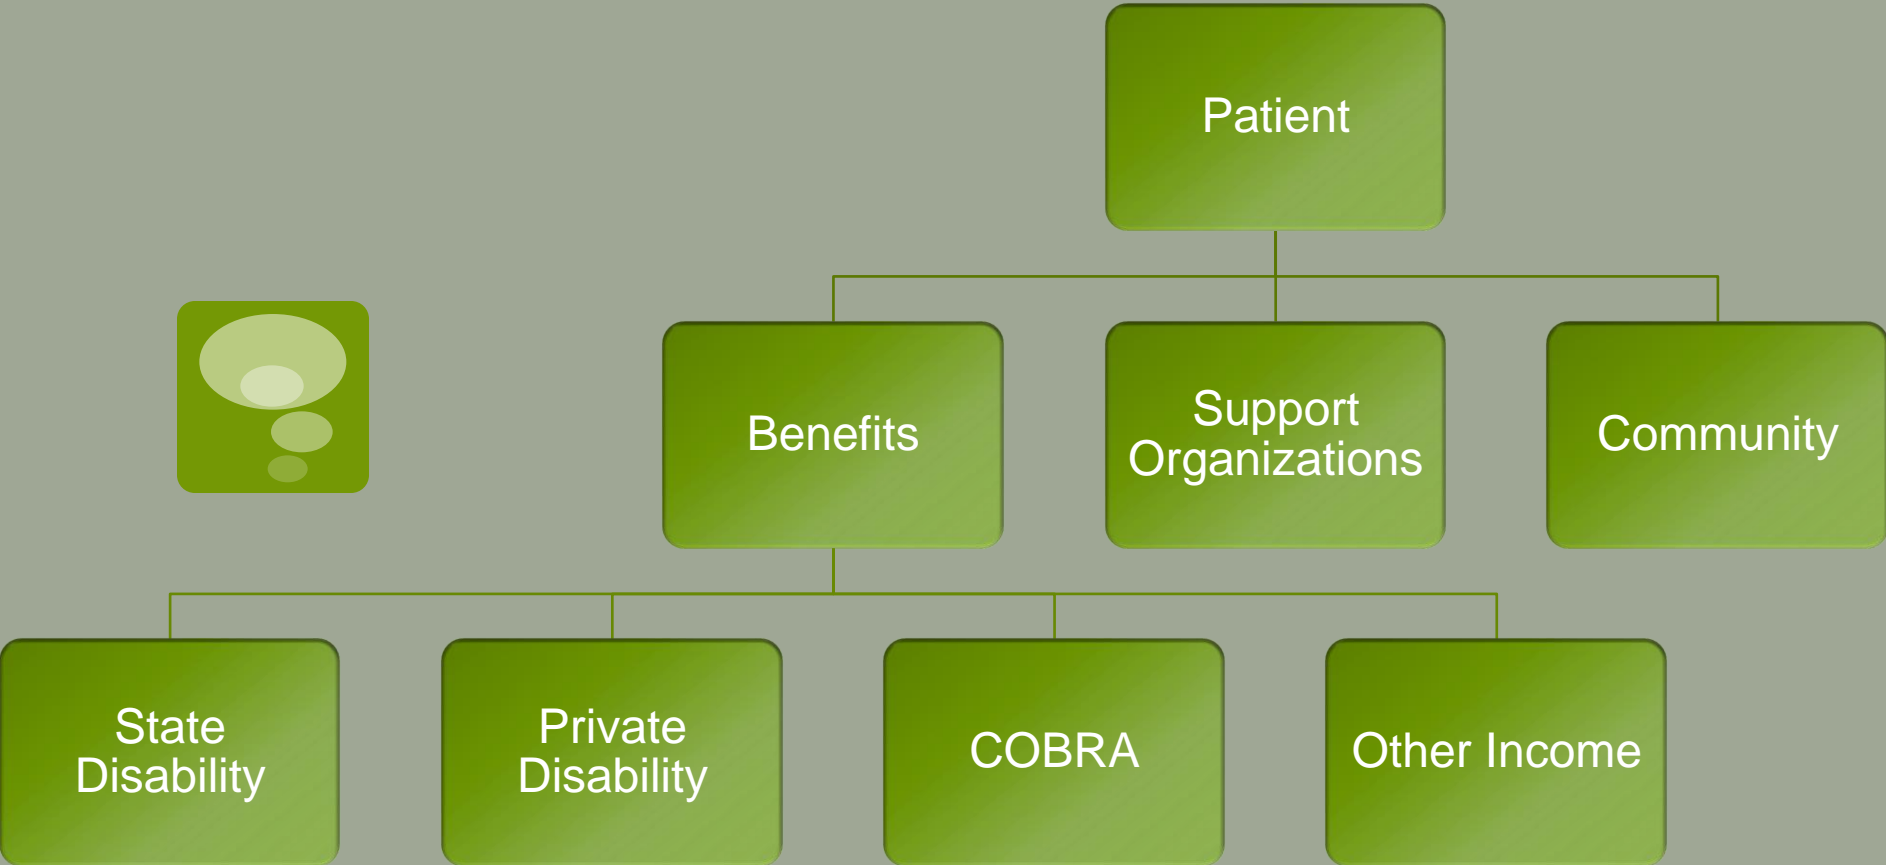 Patient
Benefits
Support
Organizations
Community
State
Disability
Private
Disability
COBRA
Other Income